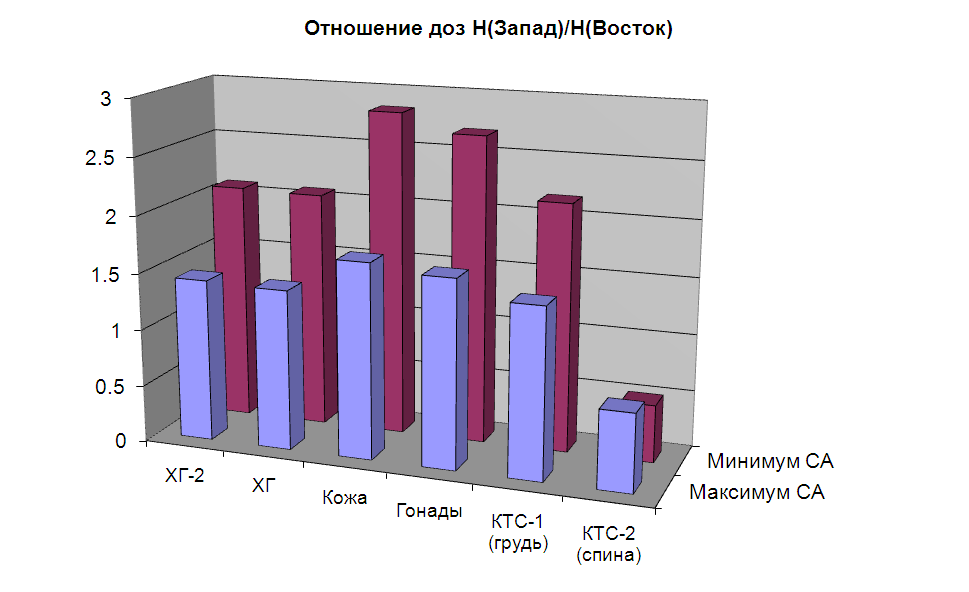 Отношение доз Н(Запад)/Н(Восток)
3
2.5
2
1.5
1
0.5
0
ХГ-2
ХГ
Кожа
Гонады
КТС-1
(грудь)
КТС-2
(спина)
Минимум СА
Максимум СА